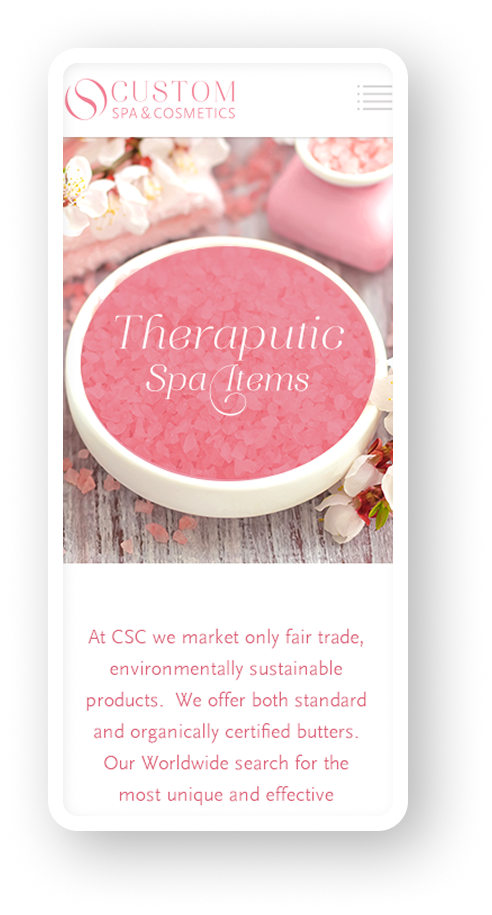 CUSTOM
SPA & COSMETICS
Theraputic
Spa Items
At CSC we market only fair trade,
environmentally sustainable
products.  We offer both standard
and organically certified butters.
Our Worldwide search for the
most unique and effective